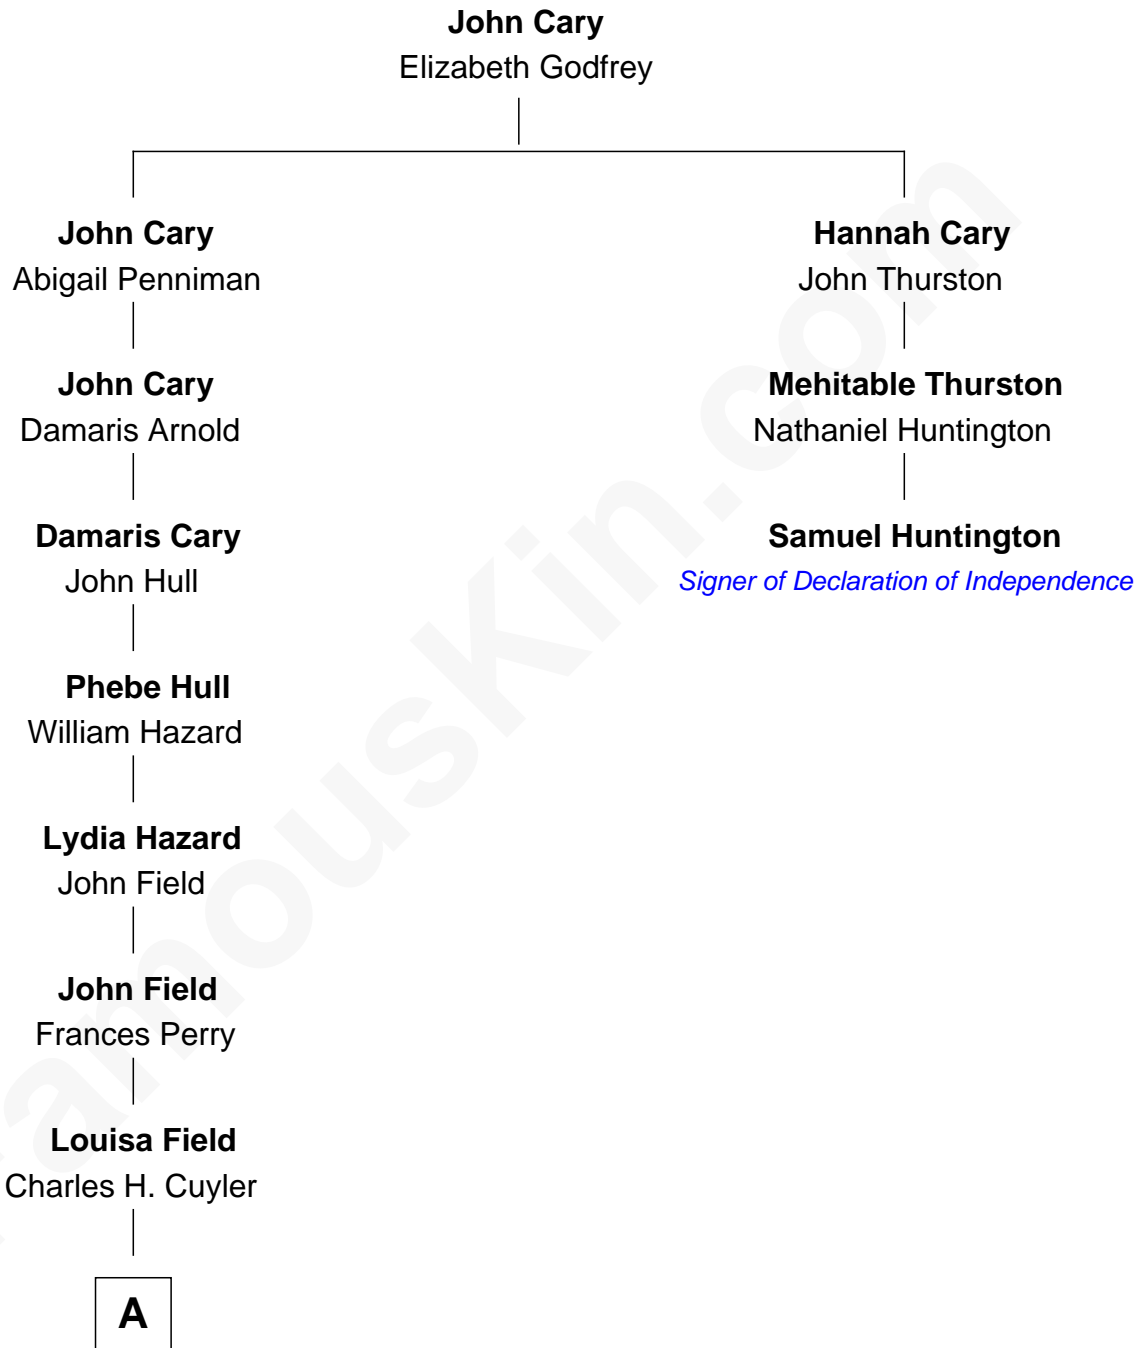 John Cary
Elizabeth Godfrey
John Cary
Abigail Penniman
Hannah Cary
John Thurston
John Cary
Damaris Arnold
Mehitable Thurston
Nathaniel Huntington
Damaris Cary
John Hull
Samuel Huntington
Signer of Declaration of Independence
Phebe Hull
William Hazard
Lydia Hazard
John Field
John Field
Frances Perry
Louisa Field
Charles H. Cuyler
A
FamousKin.com